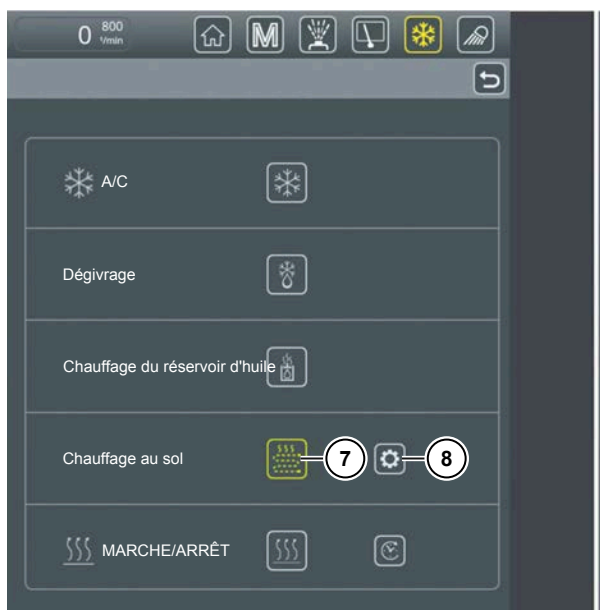 0 800
1/min
M
A/C
Dégivrage
Chauffage du réservoir d'huile
Chauffage au sol
7
8
MARCHE/ARRÊT